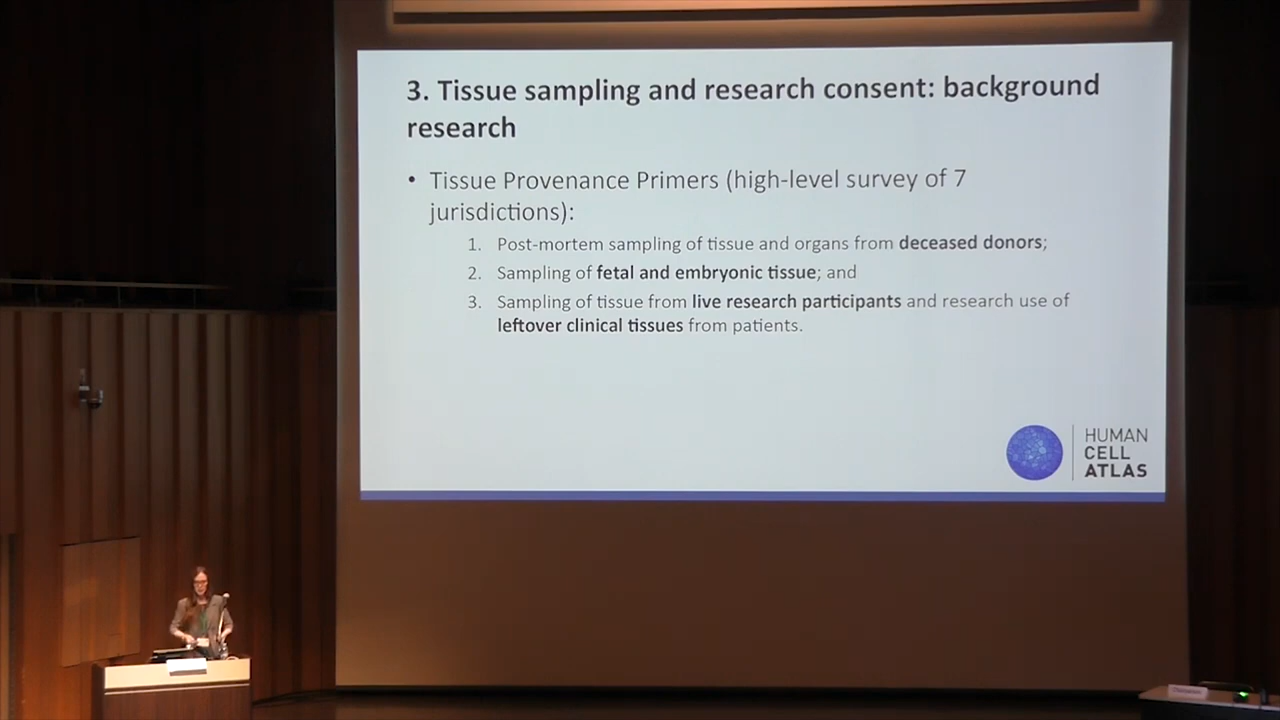 3. Tissue sampling and research consent: background
research
• Tissue Provenance Primers (high-level survey of 7
jurisdictions):
1. Post-mortem sampling of tissue and organs from deceased donors;
2. Sampling of fetal and embryonic tissue; and
3. Sampling of tissue from live research participants and research use of
leftover clinical tissues from patients.
HUMAN
CELL
ATLAS